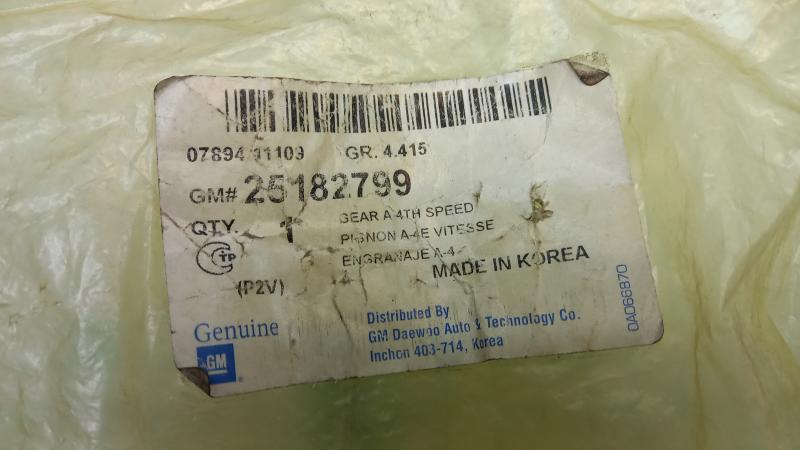 07894 11109 GR. 4.415
GM# 25182799
QTY. 1
GEAR A-4TH SPEED
PIGNON A-4E VITESSE
ENGRANAJE A-4
MADE IN KOREA
(P2V)
Genuine
GM
Distributed By
GM Daewoo Auto & Technology Co.
Inchon 403-714, Korea
0A066870